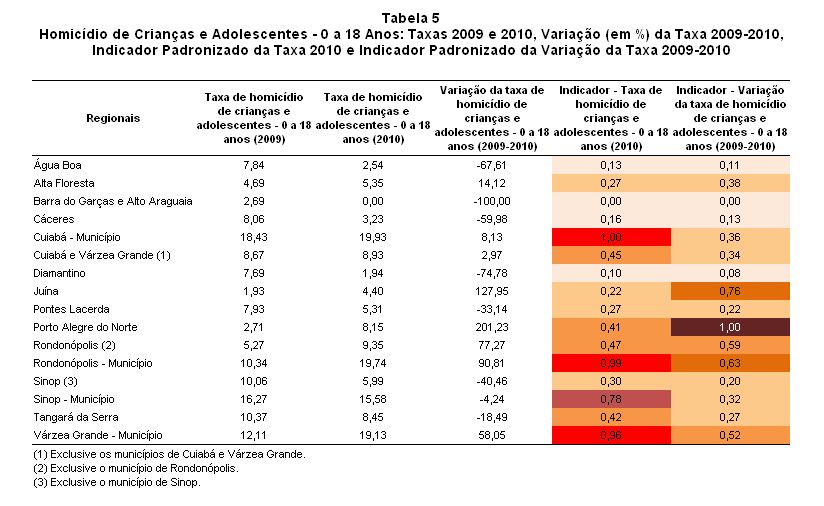 Tabela 5
Homicídio de Crianças e Adolescentes - 0 a 18 Anos: Taxas 2009 e 2010, Variação (em %) da Taxa 2009-2010,
Indicador Padronizado da Taxa 2010 e Indicador Padronizado da Variação da Taxa 2009-2010
Regionais | Taxa de homicídio de crianças e adolescentes - 0 a 18 anos (2009) | Taxa de homicídio de crianças e adolescentes - 0 a 18 anos (2010) | Variação da taxa de homicídio de crianças e adolescentes - 0 a 18 anos (2009-2010) | Indicador - Taxa de homicídio de crianças e adolescentes - 0 a 18 anos (2010) | Indicador - Variação da taxa de homicídio de crianças e adolescentes - 0 a 18 anos (2009-2010)
Água Boa 7,84 2,54 -67,61 0,13 0,11
Alta Floresta 4,69 5,35 14,12 0,27 0,38
Barra do Garças e Alto Araguaia 2,69 0,00 -100,00 0,00 0,00
Cáceres 8,06 3,23 -59,98 0,16 0,13
Cuiabá - Município 18,43 19,93 8,13 1,00 0,36
Cuiabá e Várzea Grande (1) 8,67 8,93 2,97 0,45 0,34
Diamantino 7,69 1,94 -74,78 0,10 0,08
Juína 1,93 4,40 127,95 0,22 0,76
Pontes Lacerda 7,93 5,31 -33,14 0,27 0,22
Porto Alegre do Norte 2,71 8,15 201,23 0,41 1,00
Rondonópolis (2) 5,27 9,35 77,27 0,47 0,59
Rondonópolis - Município 10,34 19,74 90,81 0,99 0,63
Sinop (3) 10,06 5,99 -40,46 0,30 0,20
Sinop - Município 16,27 15,58 -4,24 0,78 0,32
Tangará da Serra 10,37 8,45 -18,49 0,42 0,27
Várzea Grande - Município 12,11 19,13 58,05 0,96 0,52
(1) Exclusive os municípios de Cuiabá e Várzea Grande.
(2) Exclusive o município de Rondonópolis.
(3) Exclusive o município de Sinop.